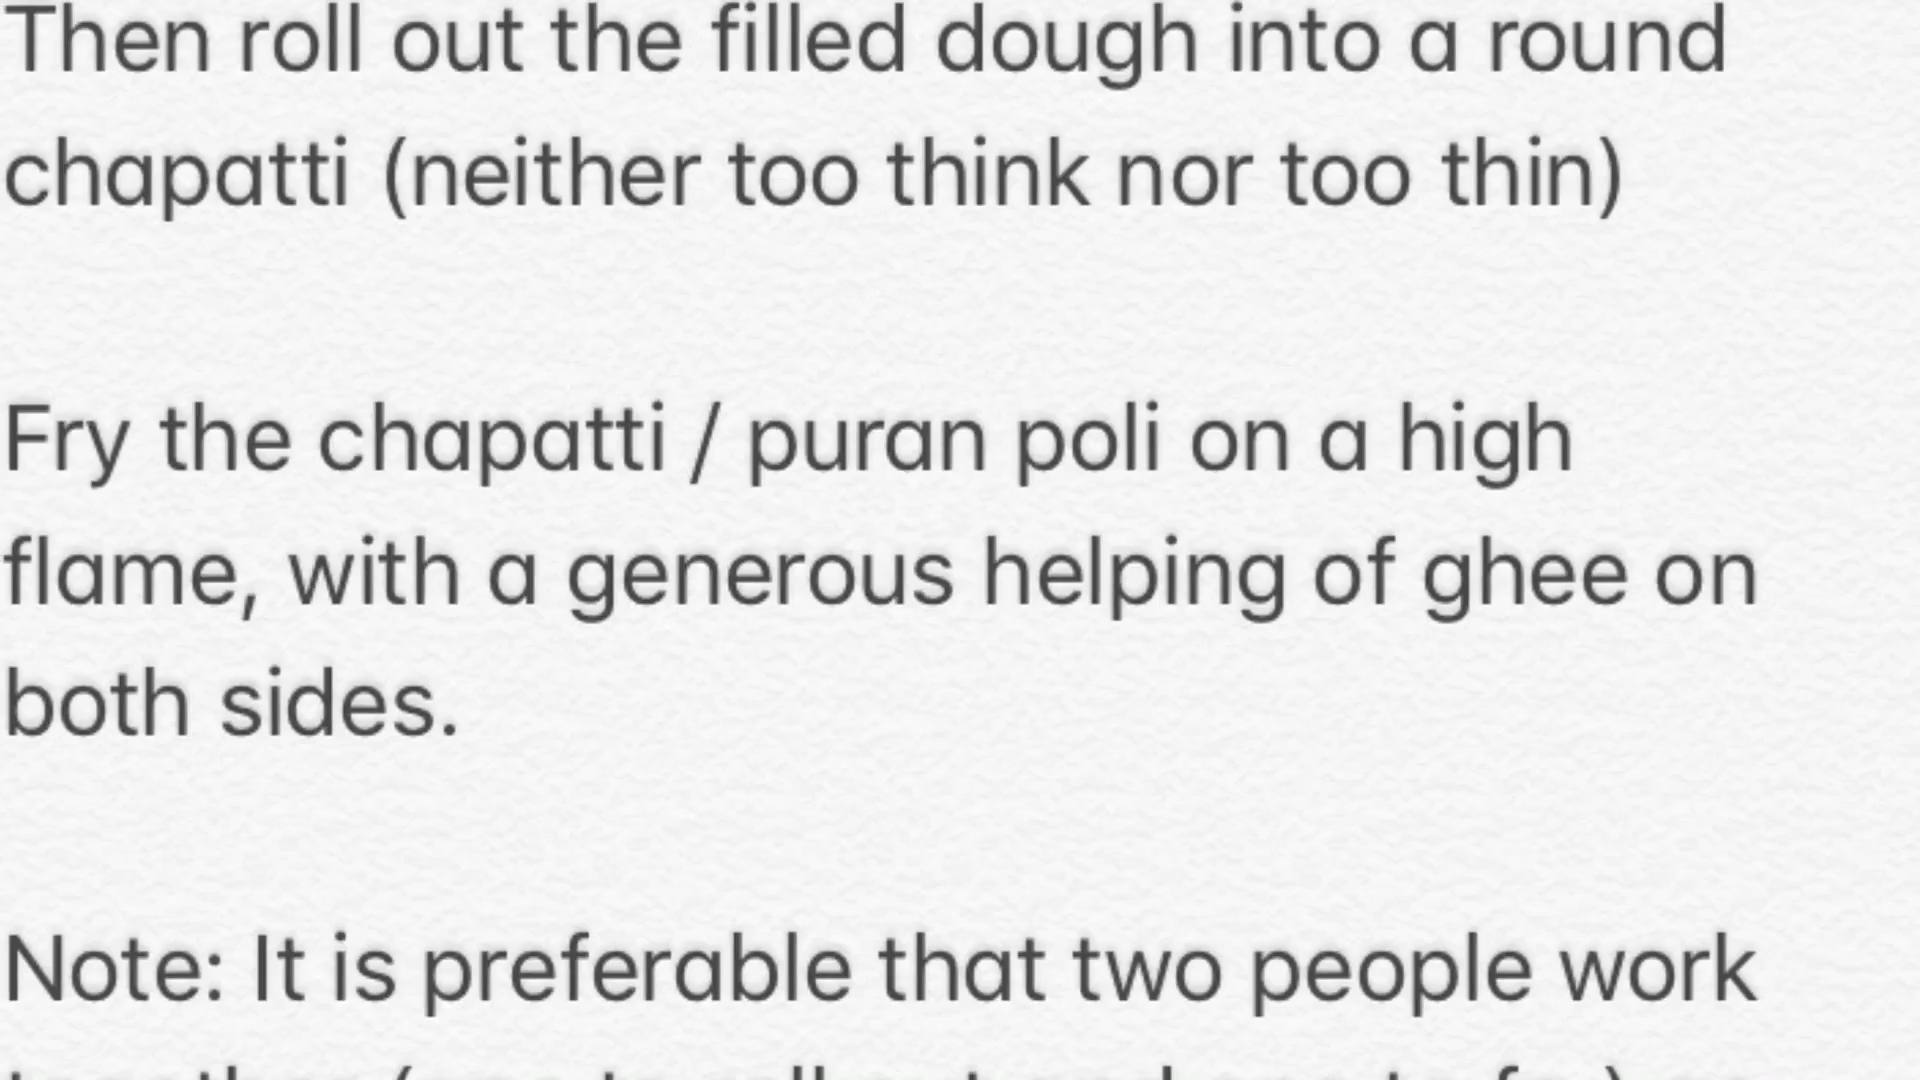 Then roll out the filled dough into a round
chapatti (neither too think nor too thin)
Fry the chapatti / puran poli on a high
flame, with a generous helping of ghee on
both sides.
Note: It is preferable that two people work